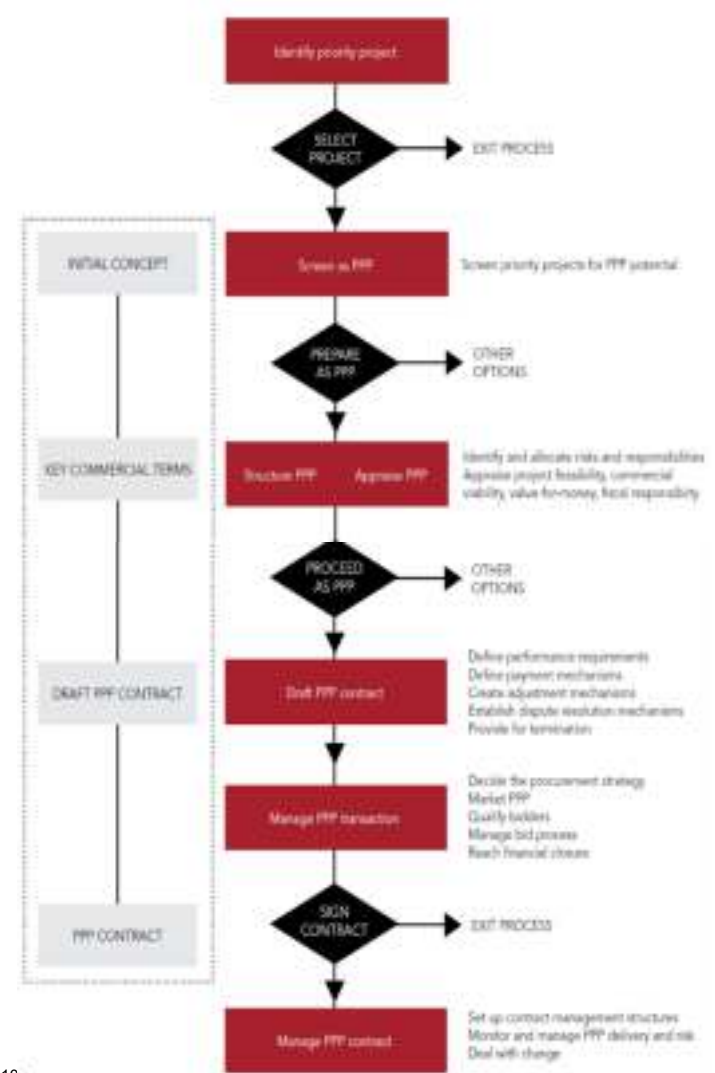 Identify priority project
SELECT
PROJECT
EXIT PROCESS
INITIAL CONCEPT
Screen as PPP
Screen priority projects for PPP potential
PREPARE
AS PPP
OTHER
OPTIONS
KEY COMMERCIAL TERMS
Structure PPP
Appraise PPP
Identify and allocate risks and responsibilities
Appraise project feasibility, commercial
viability, value-for-money, fiscal responsibility
PROCEED
AS PPP
OTHER
OPTIONS
DRAFT PPP CONTRACT
Draft PPP contract
Define performance requirements
Define payment mechanisms
Create adjustment mechanisms
Establish dispute resolution mechanisms
Provide for termination
Manage PPP transaction
Decide the procurement strategy
Market PPP
Qualify bidders
Manage bid process
Reach financial closure
SIGN
CONTRACT
EXIT PROCESS
PPP CONTRACT
Manage PPP contract
Set up contract management structures
Monitor and manage PPP delivery and risk
Deal with change